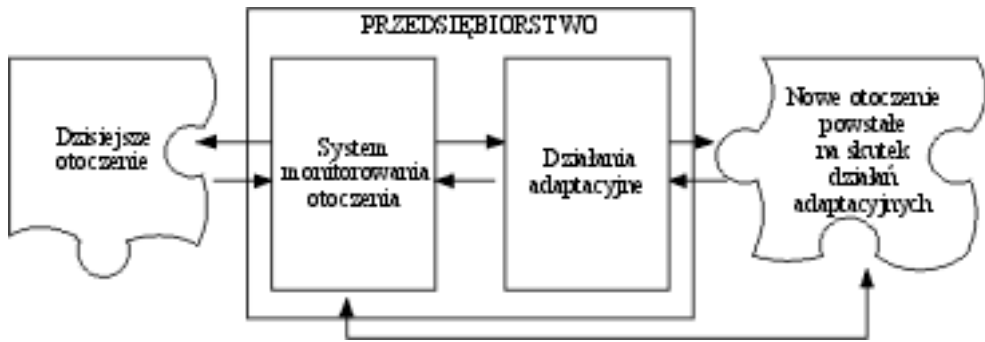 PRZEDSIĘBIORSTWO
Dzisiejsze
otoczenie
System
monitorowania
otoczenia
Działania
adaptacyjne
Nowe otoczenie
powstałe
na skutek
działań
adaptacyjnych